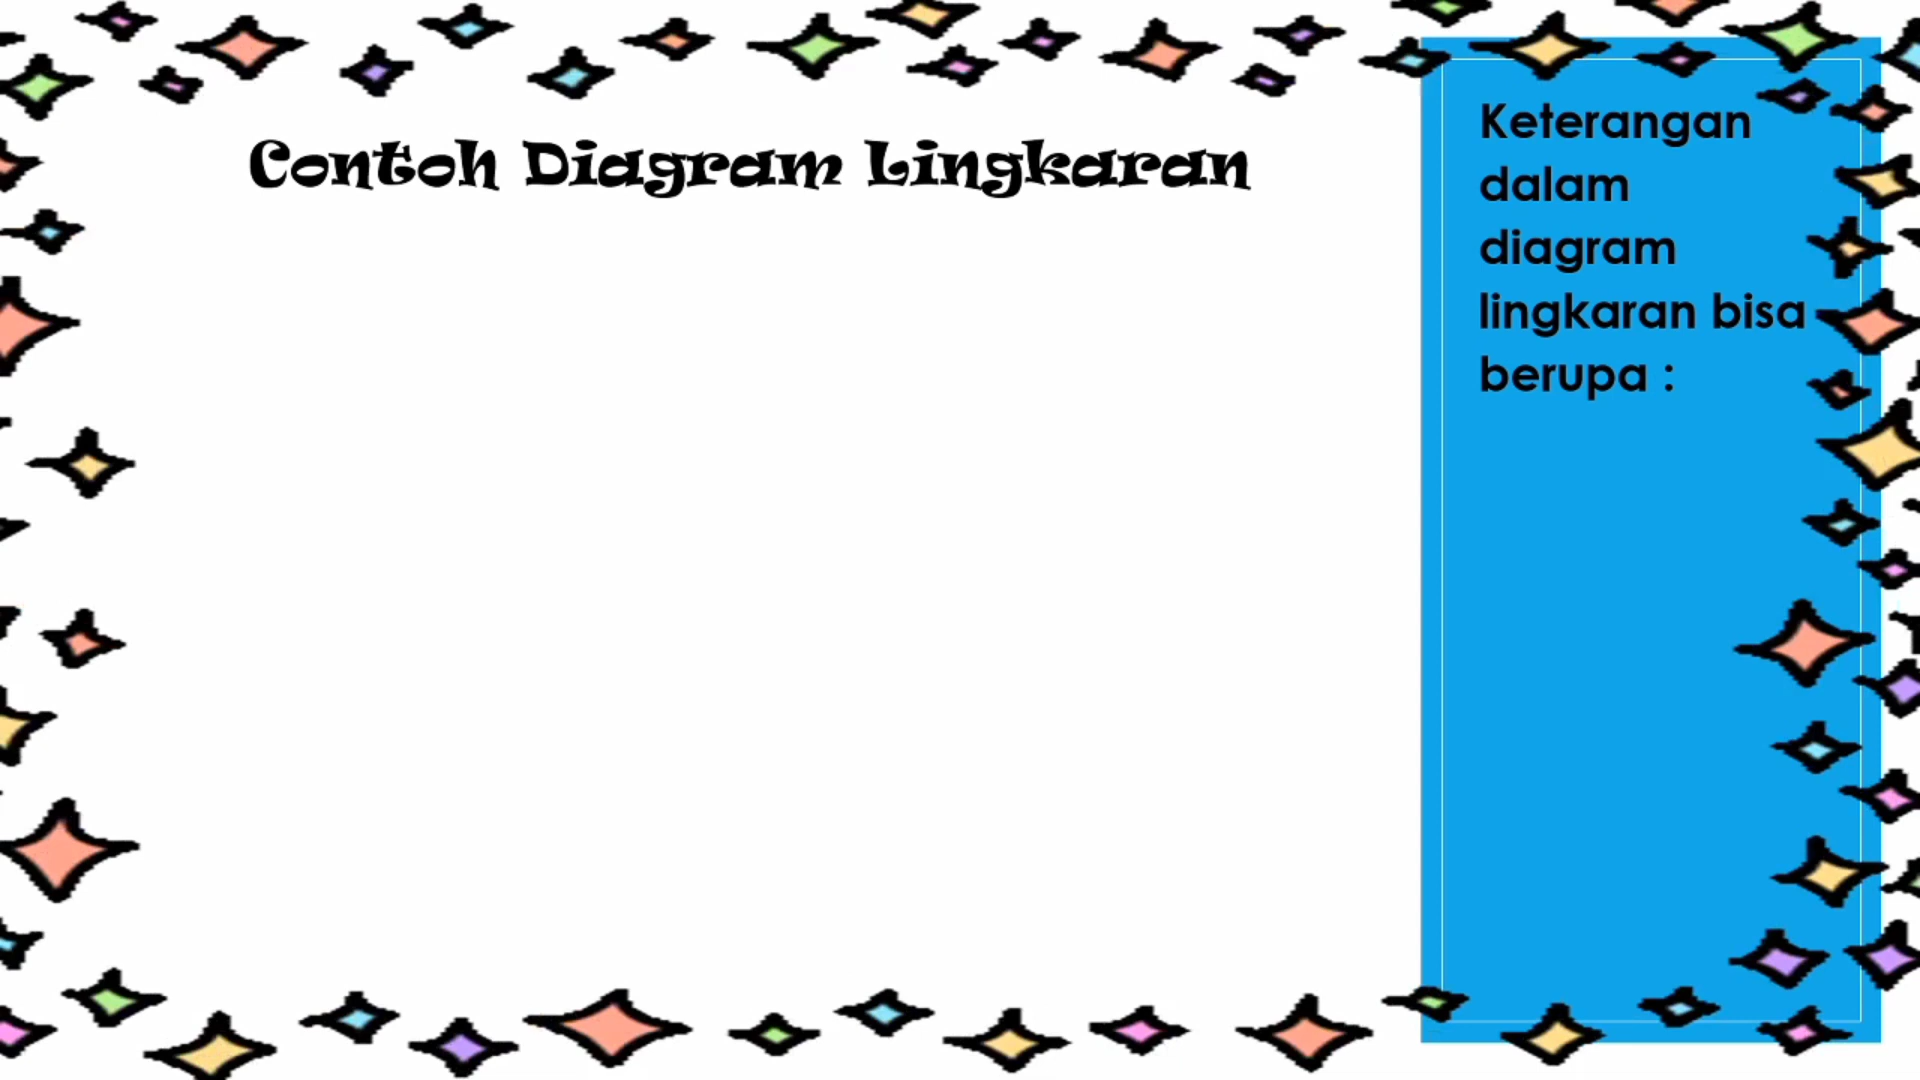 Contoh Diagram Lingkaran
Keterangan
dalam
diagram
lingkaran bisa
berupa :